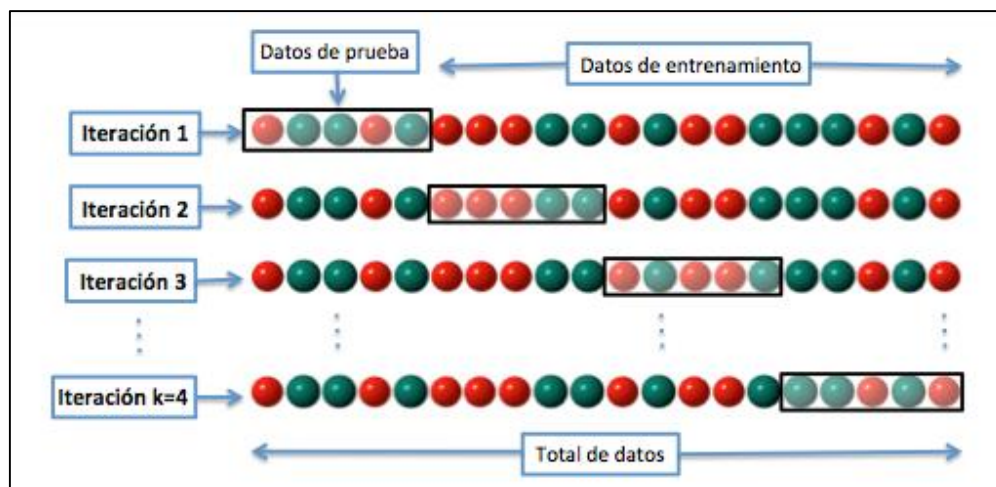 Datos de prueba
Datos de entrenamiento
Iteración 1
Iteración 2
Iteración 3
Iteración k=4
Total de datos